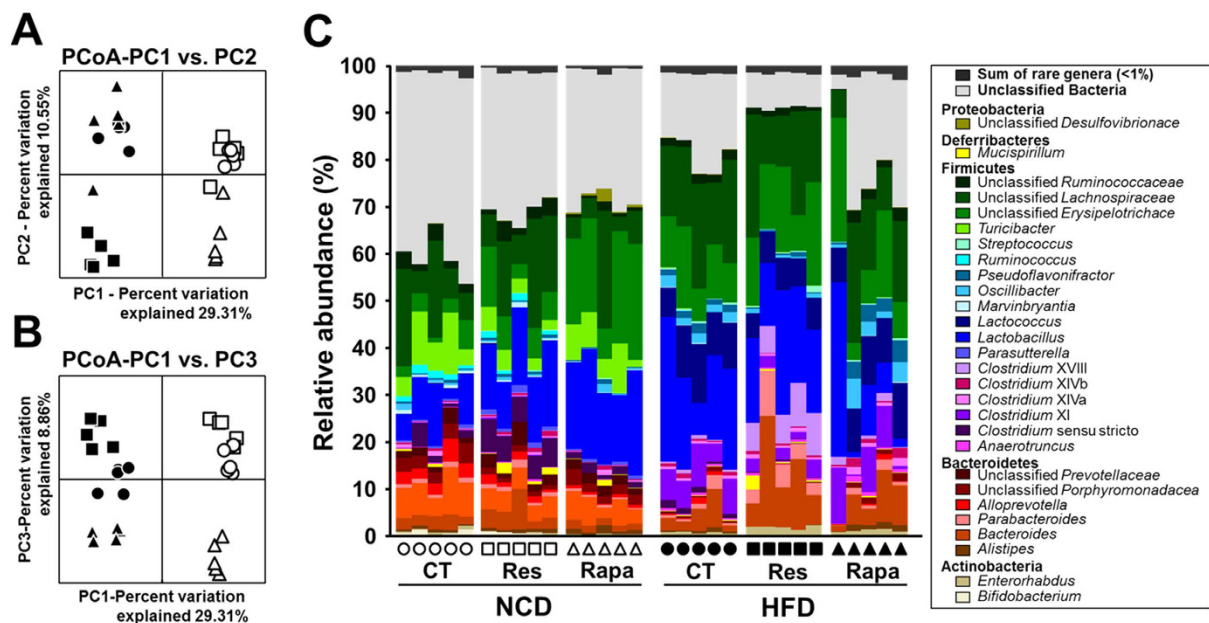 A
PCoA-PC1 vs. PC2
PC2 - Percent variation
explained 10.55%
PC1 - Percent variation
explained 29.31%
B
PCoA-PC1 vs. PC3
PC3-Percent variation
explained 8.86%
PC1-Percent variation
explained 29.31%
C
Relative abundance (%)
100
90
80
70
60
50
40
30
20
10
0
CT Res Rapa CT Res Rapa
NCD HFD
Sum of rare genera (<1%)
Unclassified Bacteria
Proteobacteria
Unclassified Desulfovibrionace
Deferribacteres
Mucispirillum
Firmicutes
Unclassified Ruminococcaceae
Unclassified Lachnospiraceae
Unclassified Erysipelotrichace
Turicibacter
Streptococcus
Ruminococcus
Pseudoflavonifractor
Oscillibacter
Marvinbryantia
Lactococcus
Lactobacillus
Parasutterella
Clostridium XVIII
Clostridium XIVb
Clostridium XIVa
Clostridium XI
Clostridium sensu stricto
Anaerotruncus
Bacteroidetes
Unclassified Prevotellaceae
Unclassified Porphyromonadacea
Alloprevotella
Parabacteroides
Bacteroides
Alistipes
Actinobacteria
Enterorhabdus
Bifidobacterium